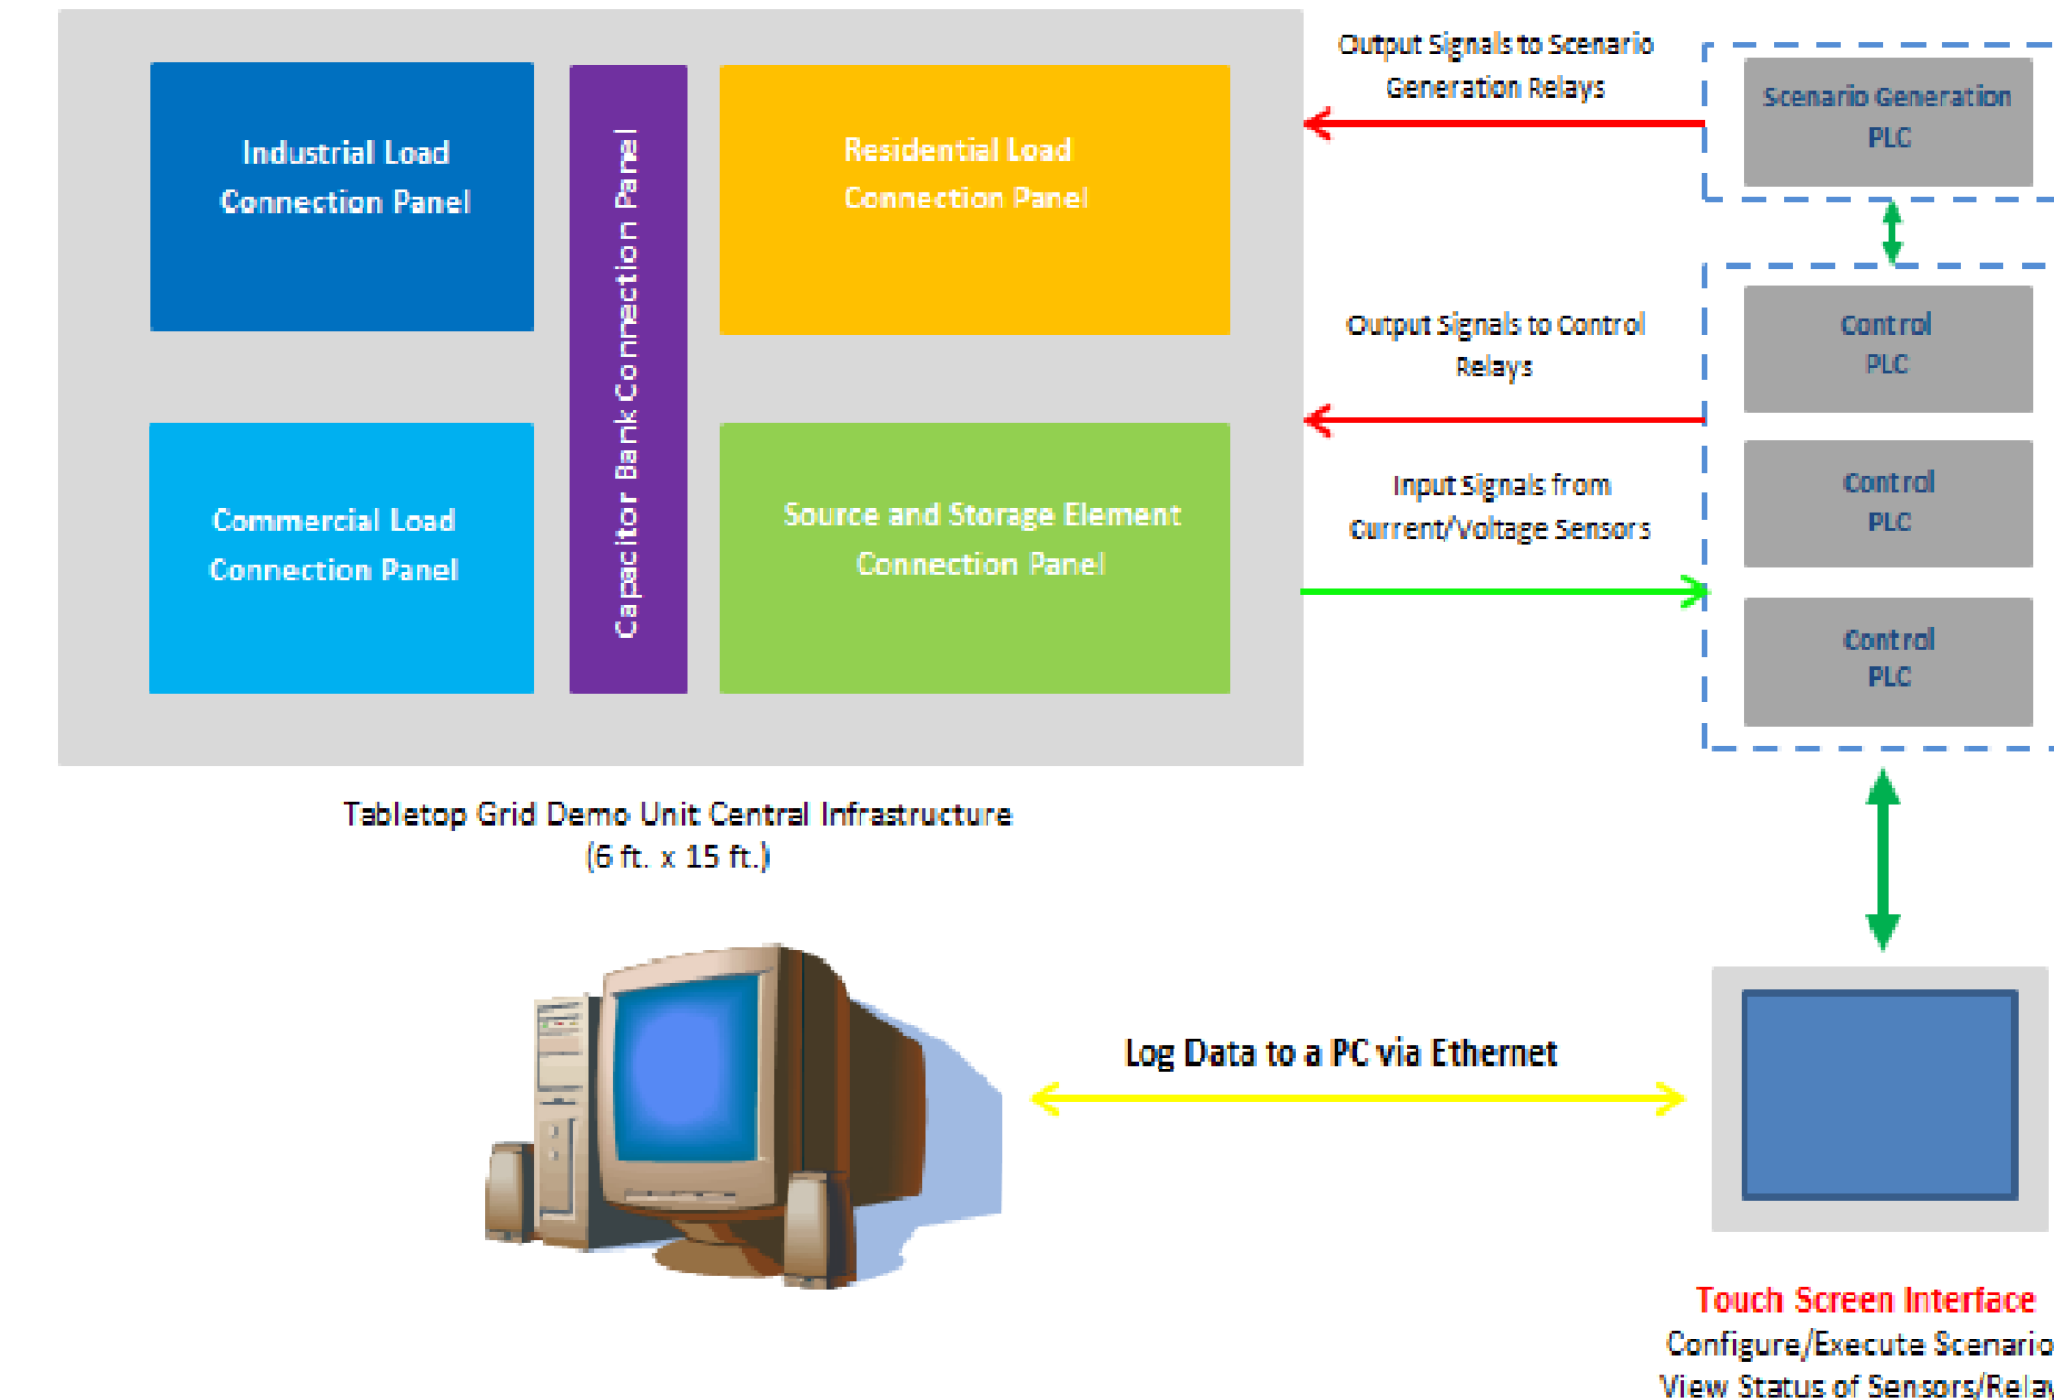 Output Signals to Scenario
Generation Relays
Scenario Generation
PLC
Industrial Load
Connection Panel
Capacitor Bank Connection Panel
Residential Load
Connection Panel
Output Signals to Control
Relays
Control
PLC
Input Signals from
Current/Voltage Sensors
Control
PLC
Commercial Load
Connection Panel
Source and Storage Element
Connection Panel
Control
PLC
Tabletop Grid Demo Unit Central Infrastructure
(6 ft. x 15 ft.)
Log Data to a PC via Ethernet
Touch Screen Interface
Configure/Execute Scenario
View Status of Sensors/Relay